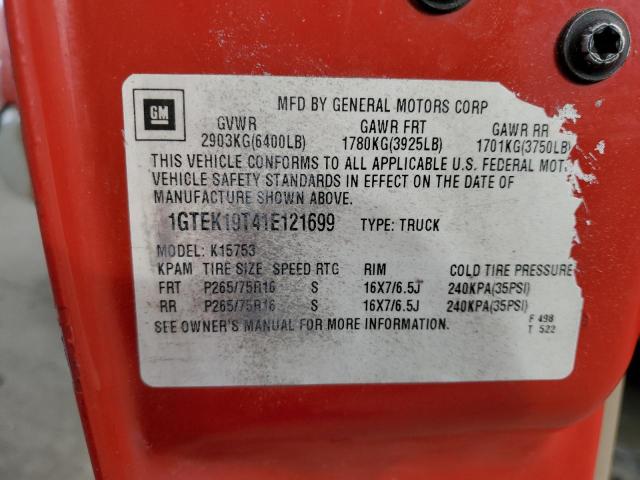 GM
MFD BY GENERAL MOTORS CORP
GVWR GAWR FRT GAWR RR
2903KG(6400LB) 1780KG(3925LB) 1701KG(3750LB)
THIS VEHICLE CONFORMS TO ALL APPLICABLE U.S. FEDERAL MOT
VEHICLE SAFETY STANDARDS IN EFFECT ON THE DATE OF
MANUFACTURE SHOWN ABOVE.
1GTEK19T41E121699 TYPE: TRUCK
MODEL: K15753
KPAM TIRE SIZE SPEED RTG RIM COLD TIRE PRESSURE
FRT P265/75R16 S 16X7/6.5J 240KPA(35PSI)
RR P265/75R16 S 16X7/6.5J 240KPA(35PSI)
SEE OWNER'S MANUAL FOR MORE INFORMATION.
F 498
T 522